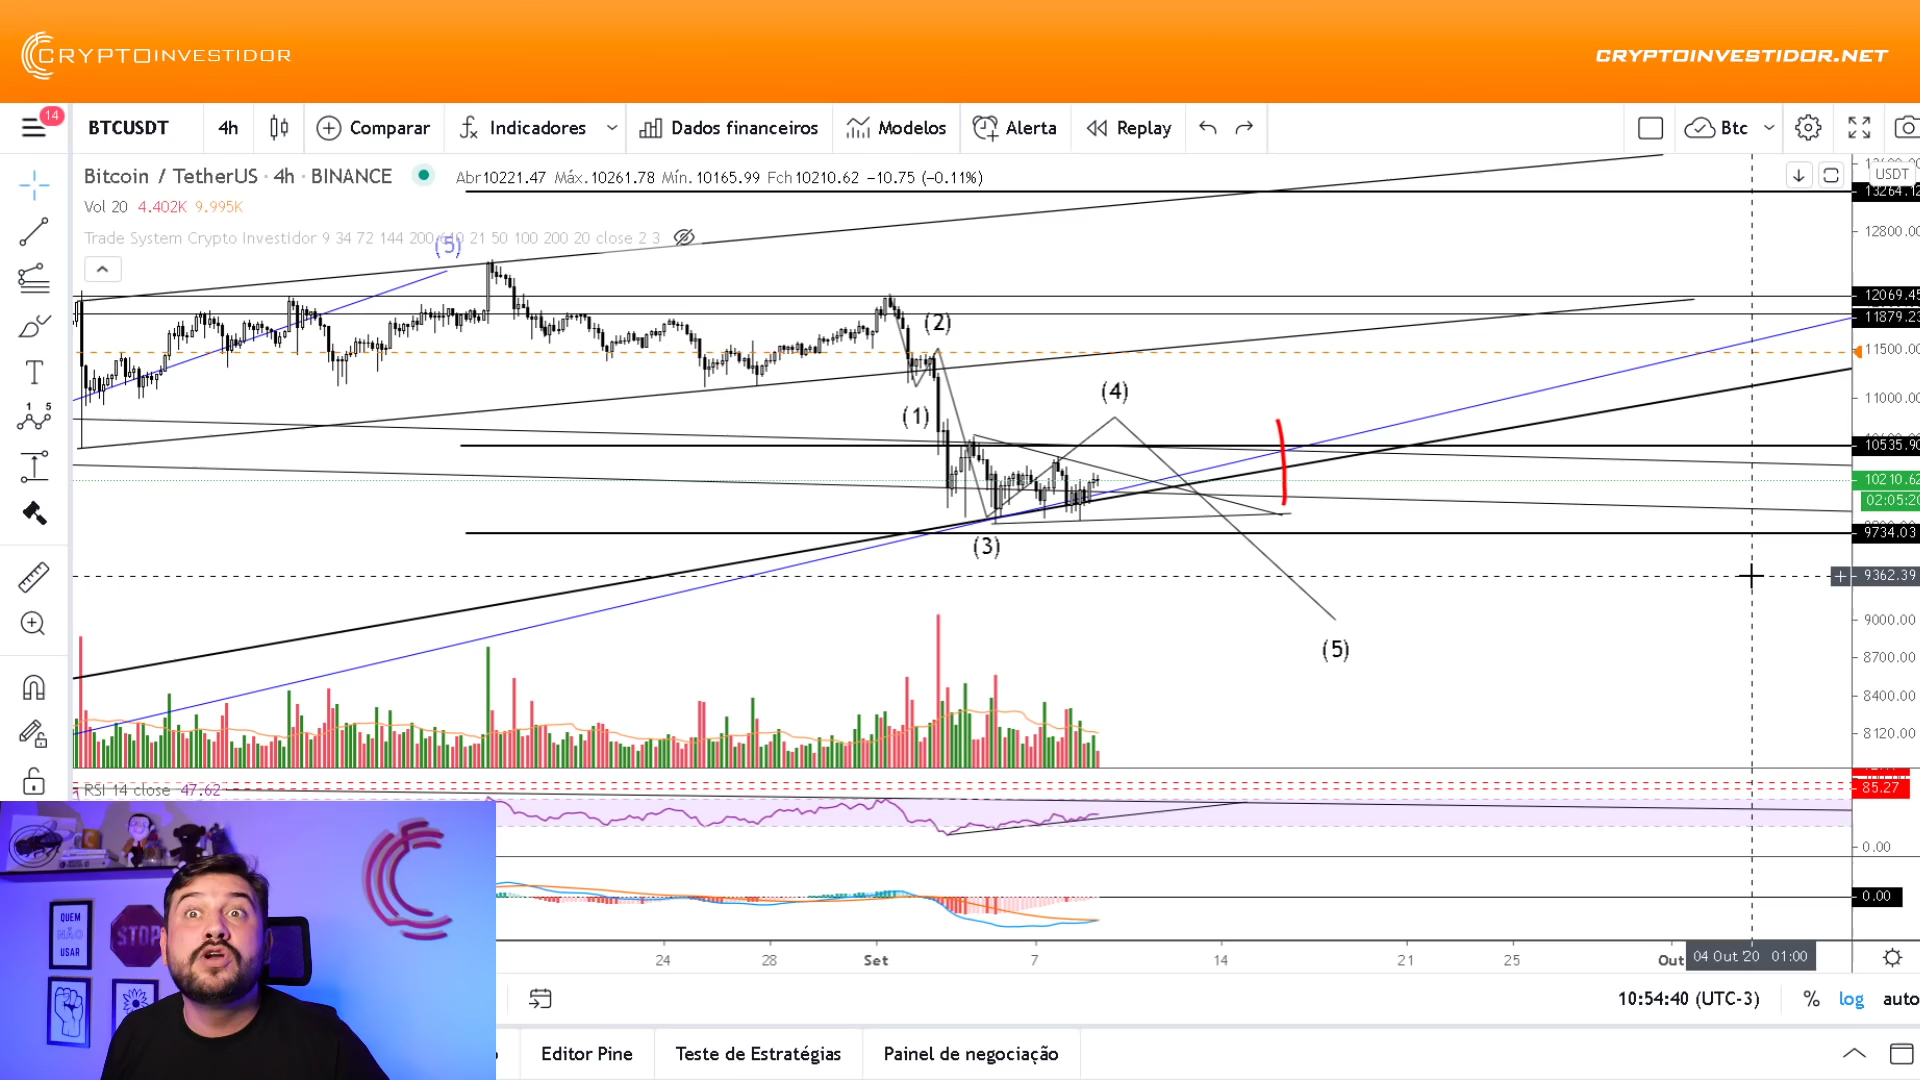 CRYPTOINVESTIDOR
CRYPTOINVESTIDOR.NET
14
BTCUSDT
4h
Comparar
Indicadores
Dados financeiros
Modelos
Alerta
Replay
Btc
Bitcoin / TetherUS · 4h · BINANCE
Abr10221.47 Máx.10261.78 Mín.10165.99 Fch10210.62 −10.75 (−0.11%)
USDT
Vol 20 4.402K 9.995K
Trade System Crypto Investidor 9 34 72 144 200 640 21 50 100 200 20 close 2 3
(5)
(2)
(1)
(4)
(3)
(5)
13264.12
12800.00
12069.45
11879.23
11500.00
11000.00
10535.90
10210.62
02:05:20
9734.03
9362.39
9000.00
8700.00
8400.00
8120.00
RSI 14 close 47.62
85.27
0.00
0.00
24
28
Set
7
14
21
25
Out
04 Out '20 01:00
10:54:40 (UTC-3)
%
log
auto
Editor Pine
Teste de Estratégias
Painel de negociação
QUEM
NÃO
USAR
STOP